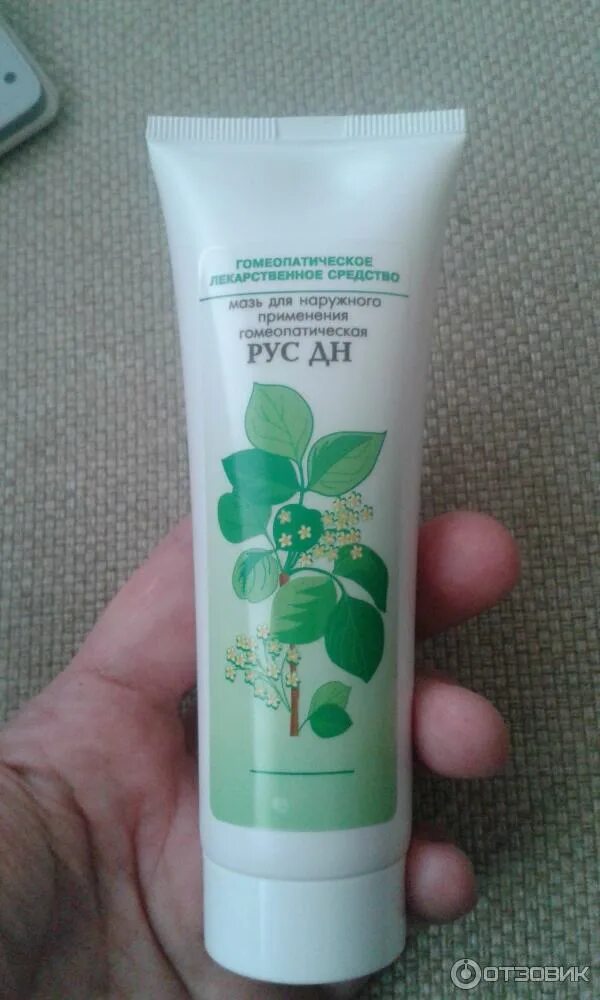 ГОМЕОПАТИЧЕСКОЕ
ЛЕКАРСТВЕННОЕ СРЕДСТВО
мазь для наружного
применения
гомеопатическая
РУС ДН
ОТЗОВИК